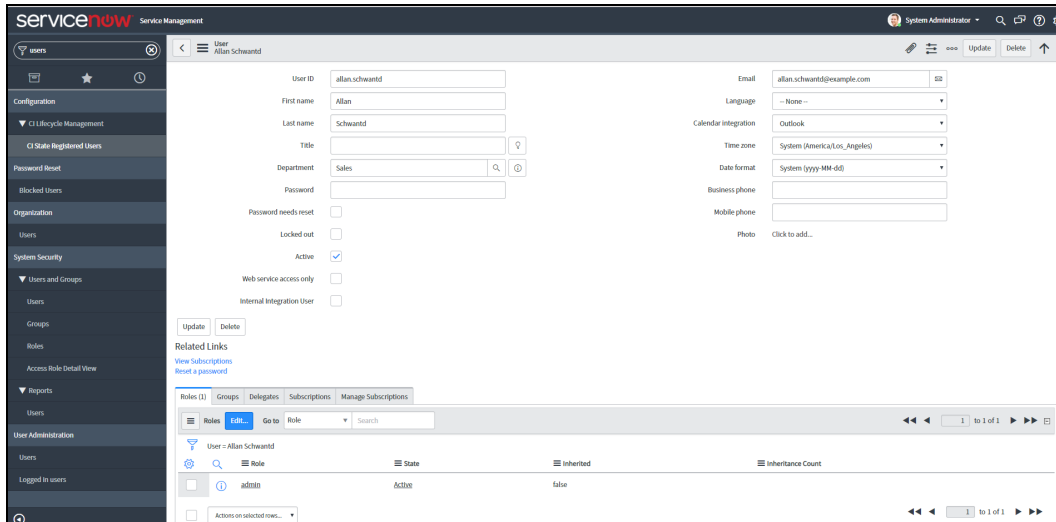 servicenow Service Management
System Administrator
users
User
Allan Schwantd
Update Delete
Configuration
CI Lifecycle Management
CI State Registered Users
Password Reset
Blocked Users
Organization
Users
System Security
Users and Groups
Users
Groups
Roles
Access Role Detail View
Reports
Users
User Administration
Users
Logged in users
User ID allan.schwantd
First name Allan
Last name Schwantd
Title
Department Sales
Password
Password needs reset
Locked out
Active
Web service access only
Internal Integration User
Email allan.schwantd@example.com
Language -- None --
Calendar integration Outlook
Time zone System (America/Los_Angeles)
Date format System (yyyy-MM-dd)
Business phone
Mobile phone
Photo Click to add...
Update Delete
Related Links
View Subscriptions
Reset a password
Roles (1) Groups Delegates Subscriptions Manage Subscriptions
Roles Edit... Go to Role Search 1 to 1 of 1
User = Allan Schwantd
Role State Inherited Inheritance Count
admin Active false
Actions on selected rows... 1 to 1 of 1